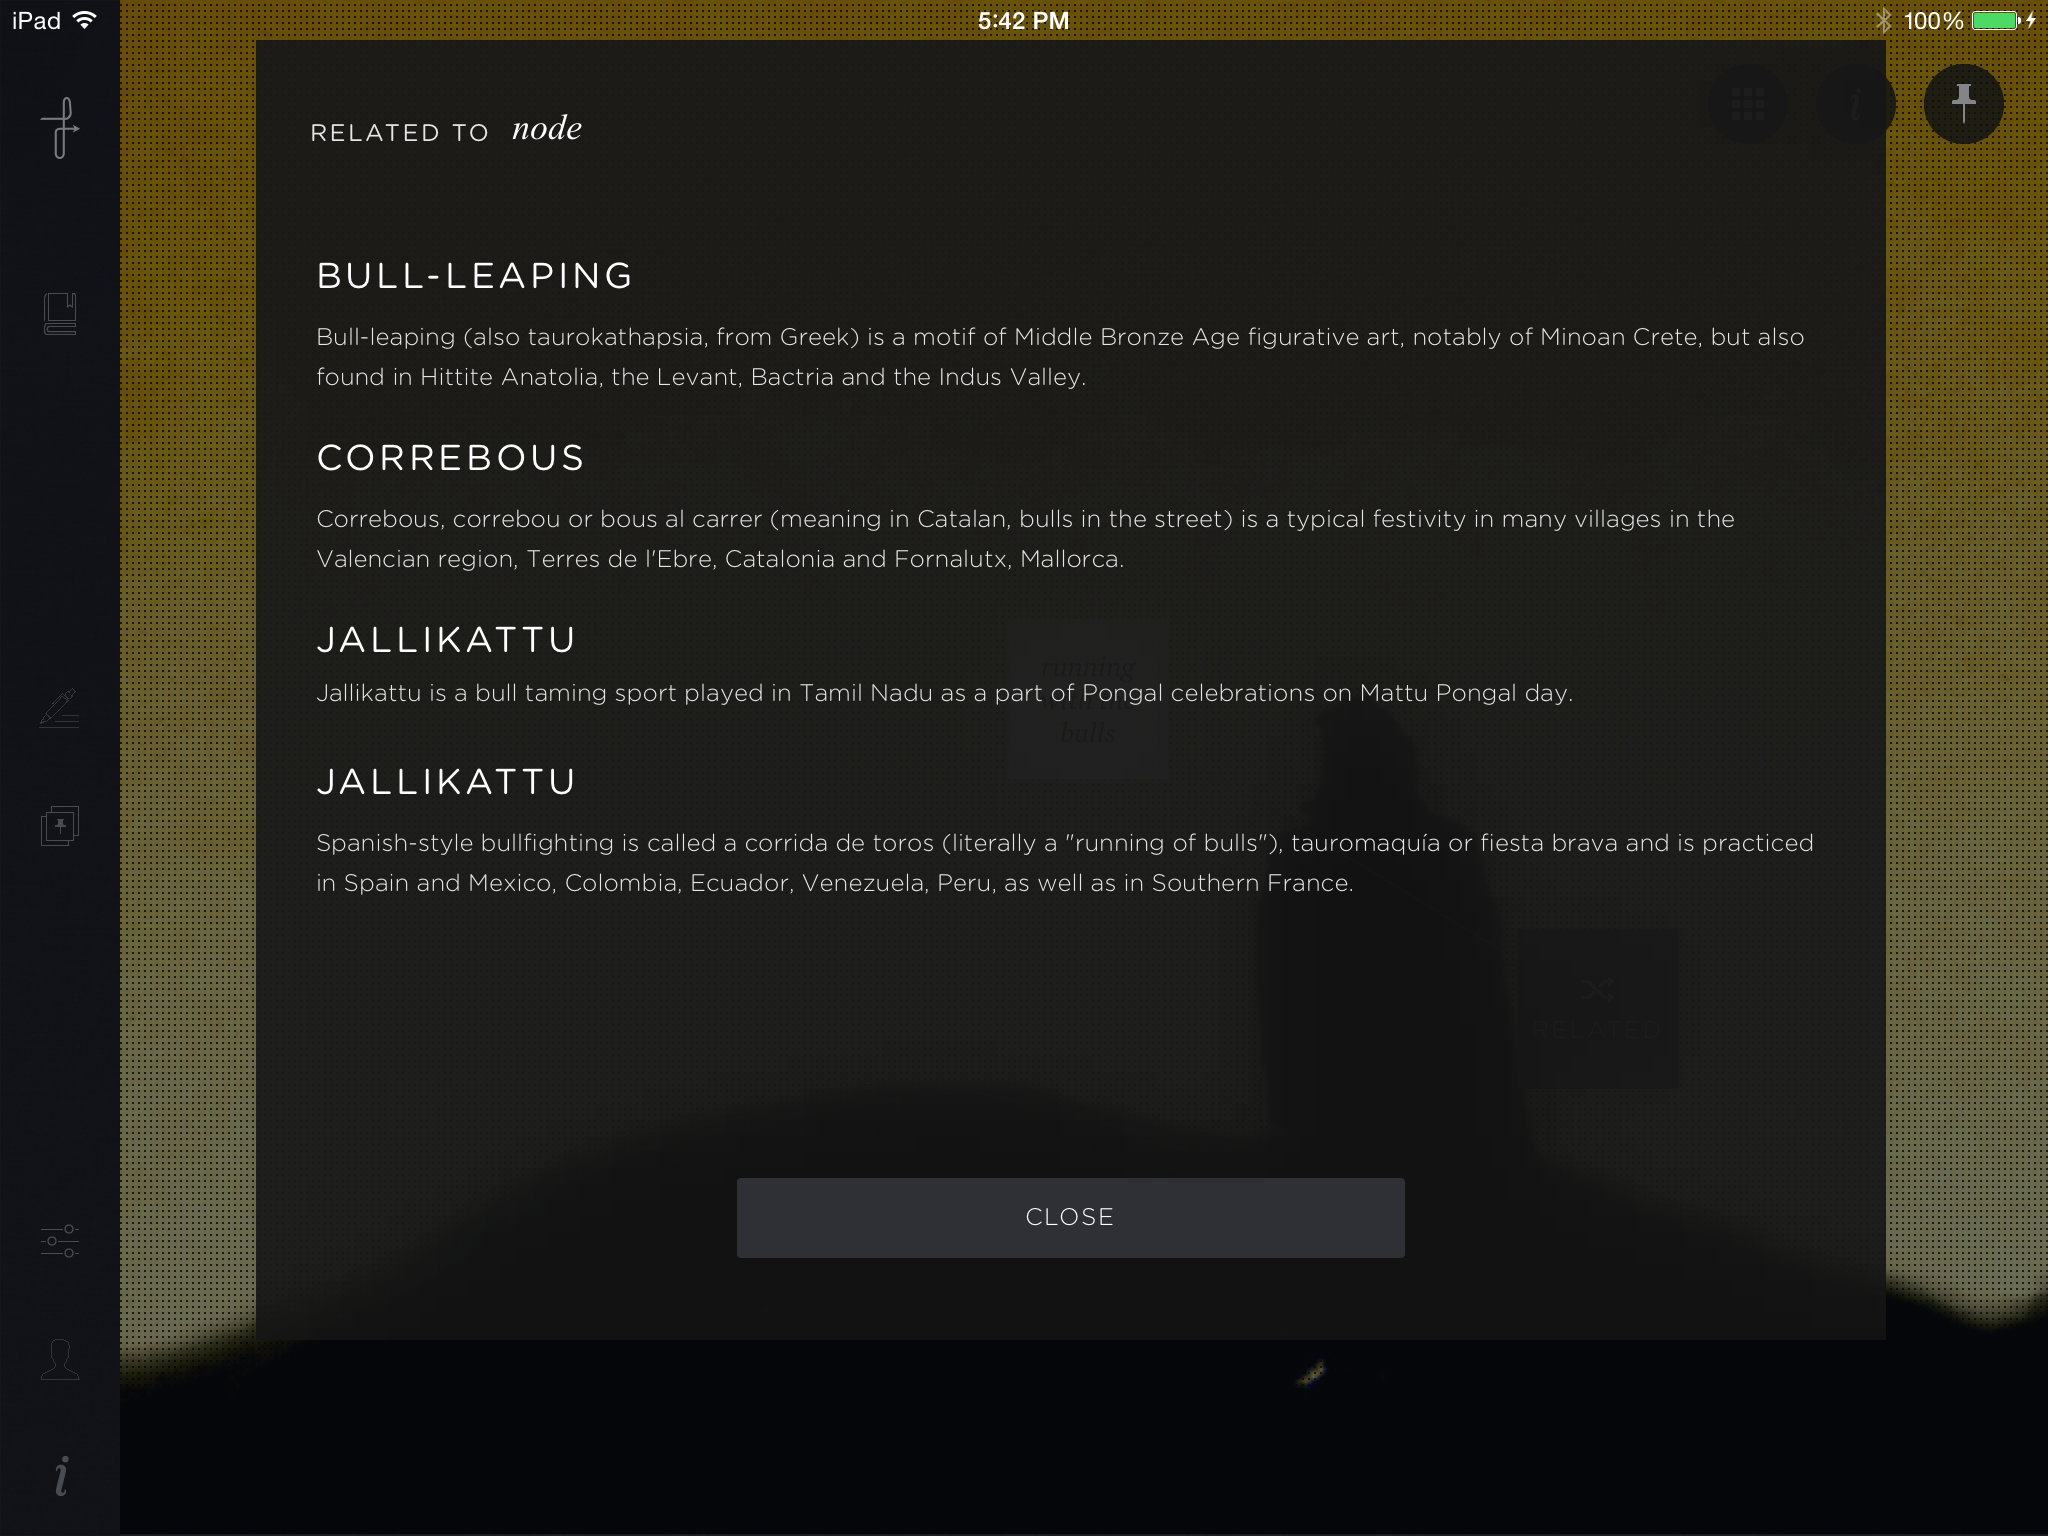 iPad
5:42 PM
100%
RELATED TO node
BULL-LEAPING
Bull-leaping (also taurokathapsia, from Greek) is a motif of Middle Bronze Age figurative art, notably of Minoan Crete, but also
found in Hittite Anatolia, the Levant, Bactria and the Indus Valley.
CORREBOUS
Correbous, correbou or bous al carrer (meaning in Catalan, bulls in the street) is a typical festivity in many villages in the
Valencian region, Terres de l'Ebre, Catalonia and Fornalutx, Mallorca.
JALLIKATTU
running
Jallikattu is a bull taming sport played in Tamil Nadu as a part of Pongal celebrations on Mattu Pongal day.
bulls
JALLIKATTU
Spanish-style bullfighting is called a corrida de toros (literally a "running of bulls"), tauromaquía or fiesta brava and is practiced
in Spain and Mexico, Colombia, Ecuador, Venezuela, Peru, as well as in Southern France.
RELATED
CLOSE
i